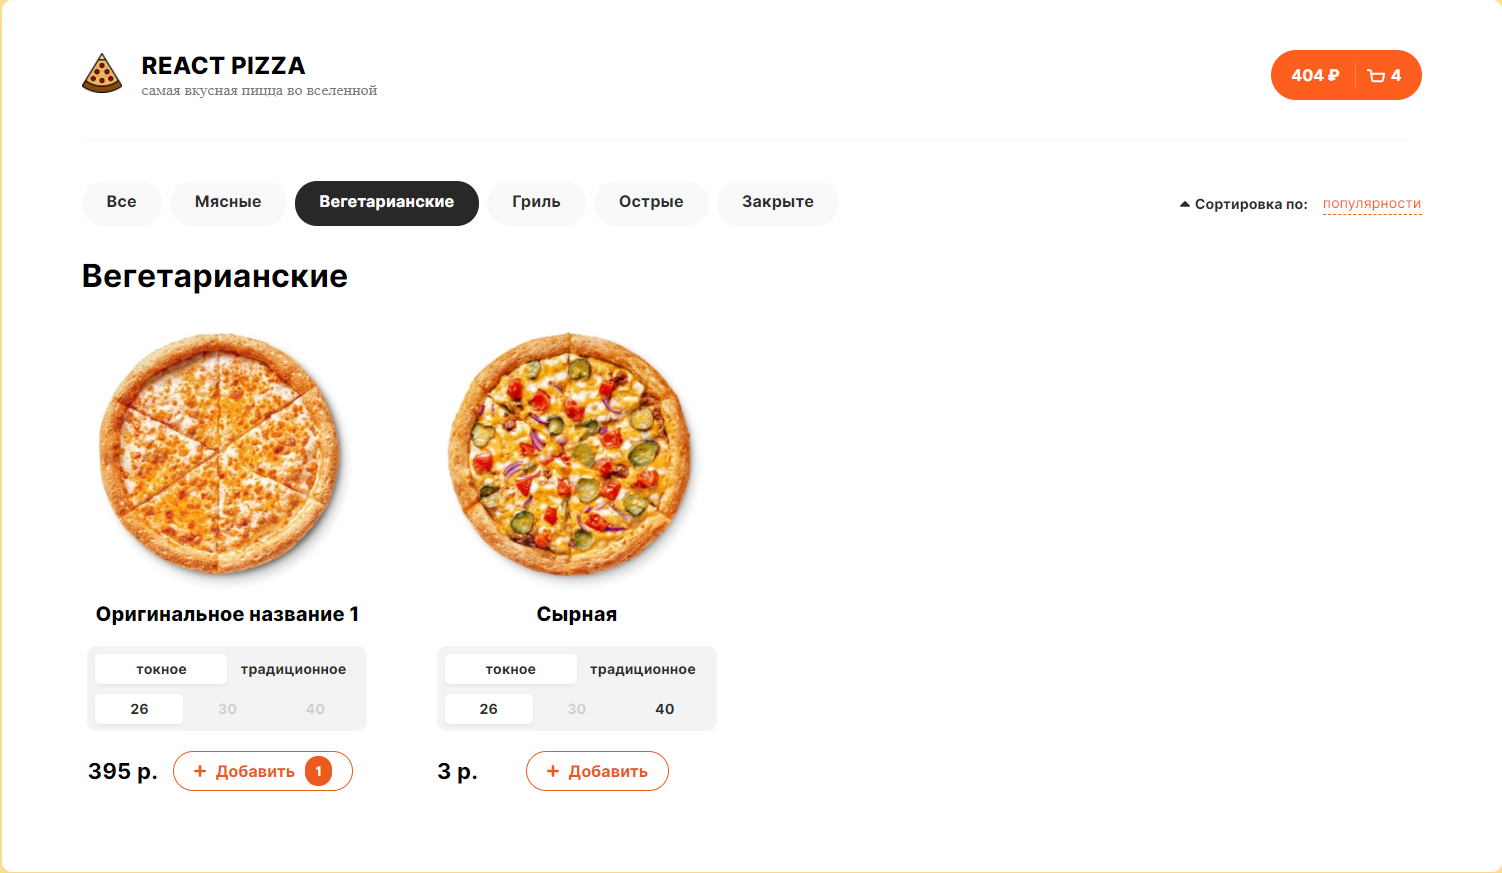 REACT PIZZA
самая вкусная пицца во вселенной
404 ₽ 4
Все Мясные Вегетарианские Гриль Острые Закрыте
Сортировка по: популярности
Вегетарианские
Оригинальное название 1
токное традиционное
26 30 40
395 р. + Добавить 1
Сырная
токное традиционное
26 30 40
3 р. + Добавить